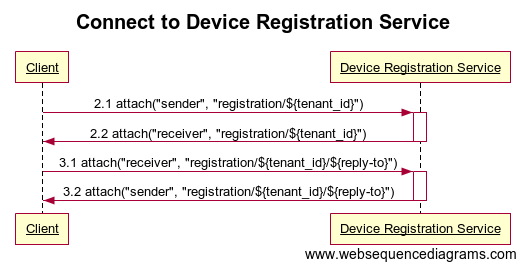 Connect to Device Registration Service
Client
Device Registration Service
2.1 attach("sender", "registration/${tenant_id}")
2.2 attach("receiver", "registration/${tenant_id}")
3.1 attach("receiver", "registration/${tenant_id}/${reply-to}")
3.2 attach("sender", "registration/${tenant_id}/${reply-to}")
Client
Device Registration Service
www.websequencediagrams.com